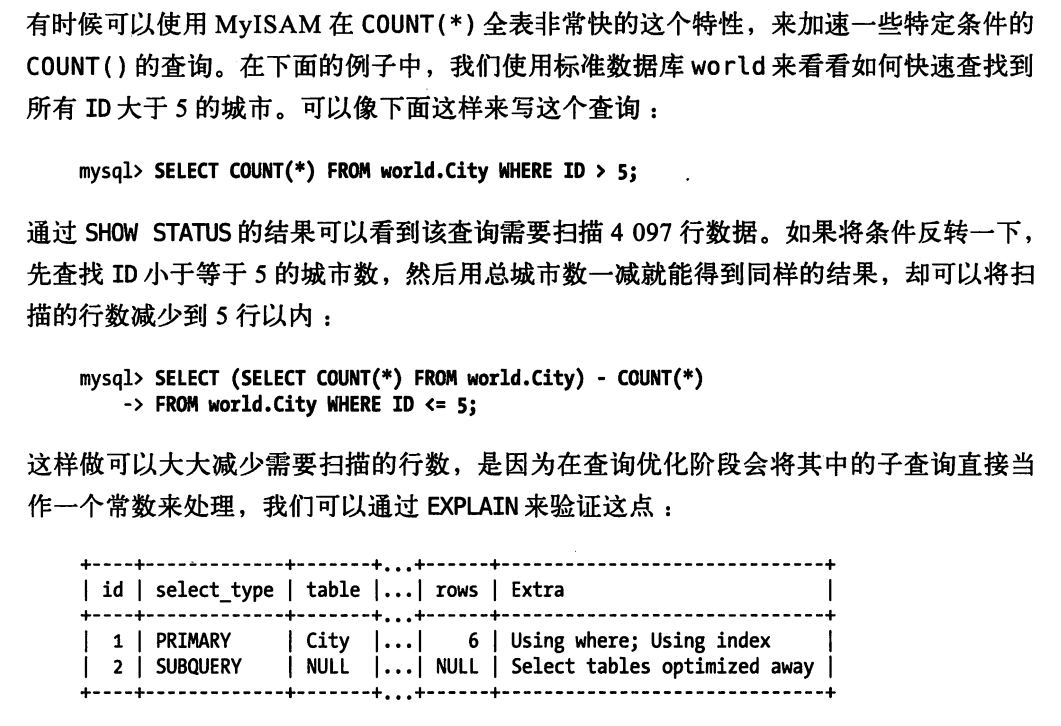 有时候可以使用 MyISAM 在 COUNT(*) 全表非常快的这个特性，来加速一些特定条件的
COUNT() 的查询。在下面的例子中，我们使用标准数据库 world 来看看如何快速查找到
所有 ID 大于 5 的城市。可以像下面这样来写这个查询：
mysql> SELECT COUNT(*) FROM world.City WHERE ID > 5;
通过 SHOW STATUS 的结果可以看到该查询需要扫描 4 097 行数据。如果将条件反转一下，
先查找 ID 小于等于 5 的城市数，然后用总城市数一减就能得到同样的结果，却可以将扫
描的行数减少到 5 行以内：
mysql> SELECT (SELECT COUNT(*) FROM world.City) - COUNT(*)
-> FROM world.City WHERE ID <= 5;
这样做可以大大减少需要扫描的行数，是因为在查询优化阶段会将其中的子查询直接当
作一个常数来处理，我们可以通过 EXPLAIN 来验证这点：
+----+-------------+-------+...+------+------------------------------+
| id | select_type | table |...| rows | Extra                        |
+----+-------------+-------+...+------+------------------------------+
| 1 | PRIMARY     | City  |...|    6 | Using where; Using index     |
| 2 | SUBQUERY    | NULL  |...| NULL | Select tables optimized away |
+----+-------------+-------+...+------+------------------------------+